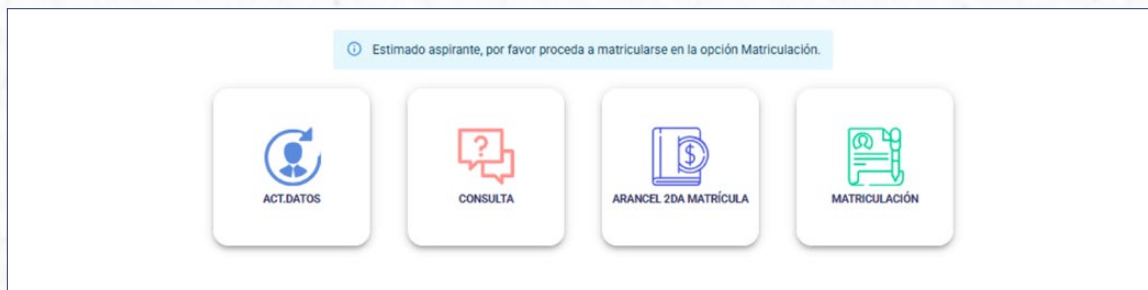 Estimado aspirante, por favor proceda a matricularse en la opción Matriculación.
ACT.DATOS
CONSULTA
ARANCEL 2DA MATRÍCULA
MATRICULACIÓN